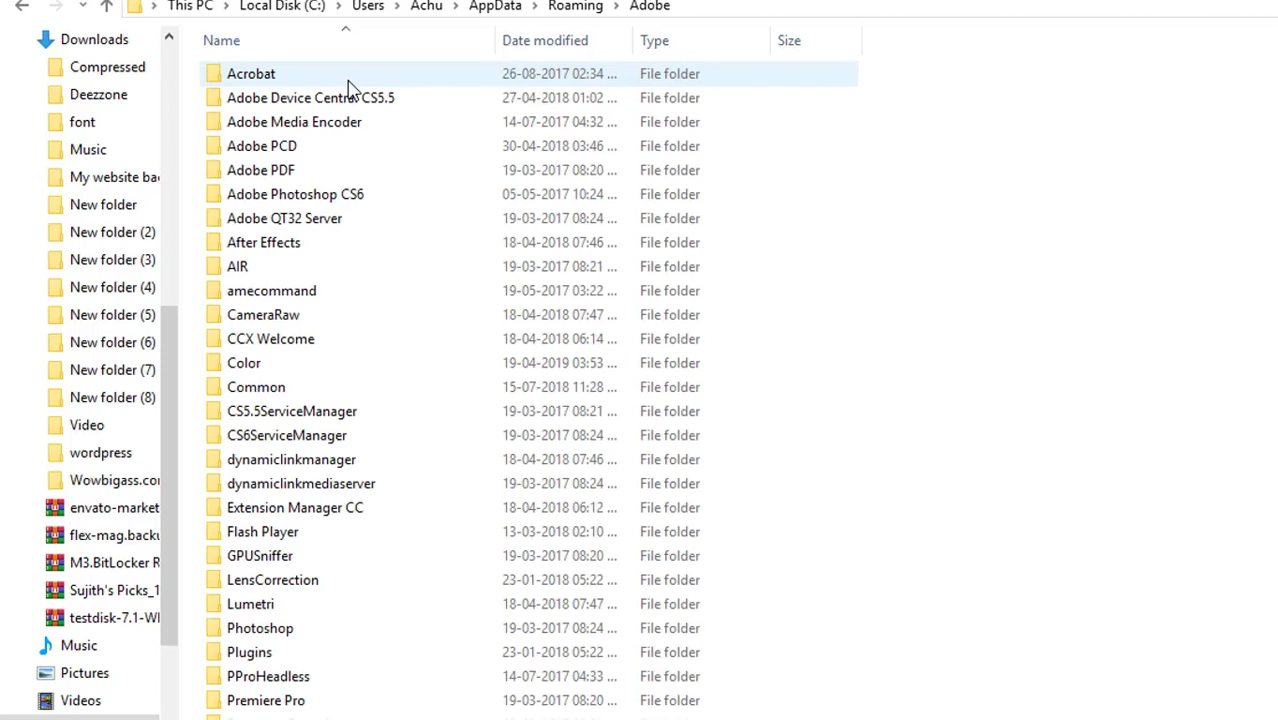 This PC > Local Disk (C:) > Users > Achu > AppData > Roaming > Adobe
Name Date modified Type Size
Downloads
Compressed
Deezzone
font
Music
My website ba
New folder
New folder (2)
New folder (3)
New folder (4)
New folder (5)
New folder (6)
New folder (7)
New folder (8)
Video
wordpress
Wowbigass.co
envato-market
flex-mag.backu
M3.BitLocker R
Sujith's Picks_1
testdisk-7.1-WI
Music
Pictures
Videos
Acrobat 26-08-2017 02:34 ... File folder
Adobe Device Central CS5.5 27-04-2018 01:02 ... File folder
Adobe Media Encoder 14-07-2017 04:32 ... File folder
Adobe PCD 30-04-2018 03:46 ... File folder
Adobe PDF 19-03-2017 08:20 ... File folder
Adobe Photoshop CS6 05-05-2017 10:24 ... File folder
Adobe QT32 Server 19-03-2017 08:24 ... File folder
After Effects 18-04-2018 07:46 ... File folder
AIR 19-03-2017 08:21 ... File folder
amecommand 19-05-2017 03:22 ... File folder
CameraRaw 18-04-2018 07:47 ... File folder
CCX Welcome 18-04-2018 06:14 ... File folder
Color 19-04-2019 03:53 ... File folder
Common 15-07-2018 11:28 ... File folder
CS5.5ServiceManager 19-03-2017 08:21 ... File folder
CS6ServiceManager 19-03-2017 08:24 ... File folder
dynamiclinkmanager 18-04-2018 07:46 ... File folder
dynamiclinkmediaserver 19-03-2017 08:24 ... File folder
Extension Manager CC 18-04-2018 06:12 ... File folder
Flash Player 13-03-2018 02:10 ... File folder
GPUSniffer 19-03-2017 08:20 ... File folder
LensCorrection 23-01-2018 05:22 ... File folder
Lumetri 18-04-2018 07:47 ... File folder
Photoshop 19-03-2017 08:24 ... File folder
Plugins 23-01-2018 05:22 ... File folder
PProHeadless 14-07-2017 04:33 ... File folder
Premiere Pro 19-03-2017 08:20 ... File folder